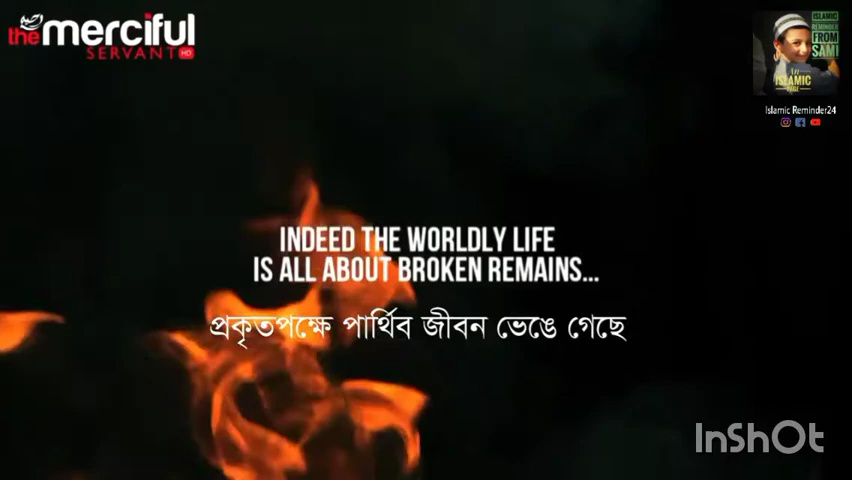 the merciful
SERVANT HD
ISLAMIC
REMINDER
FROM
SAMI
ISLAMIC
Islamic Reminder24
INDEED THE WORLDLY LIFE
IS ALL ABOUT BROKEN REMAINS...
প্রকৃতপক্ষে পার্থিব জীবন ভেঙে গেছে
InShOt